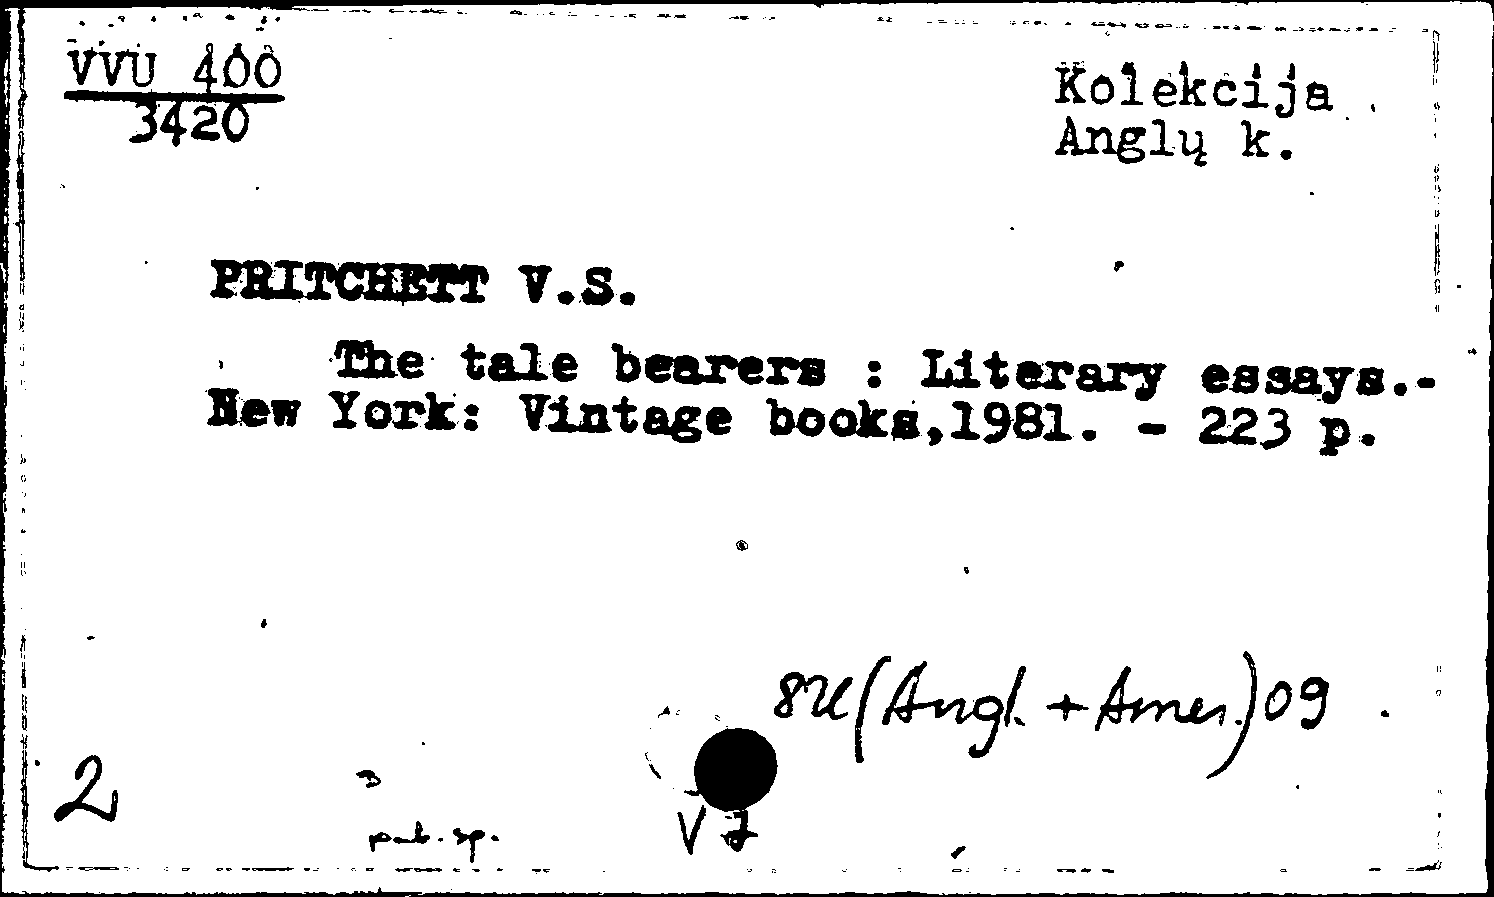 VVU 400
3420
Kolekcija
Anglų k.
PRITCHETT V.S.
The tale bearers : Literary essays.-
New York: Vintage books,1981. - 223 p.
8И(Angl. + Amer.)09
2
V